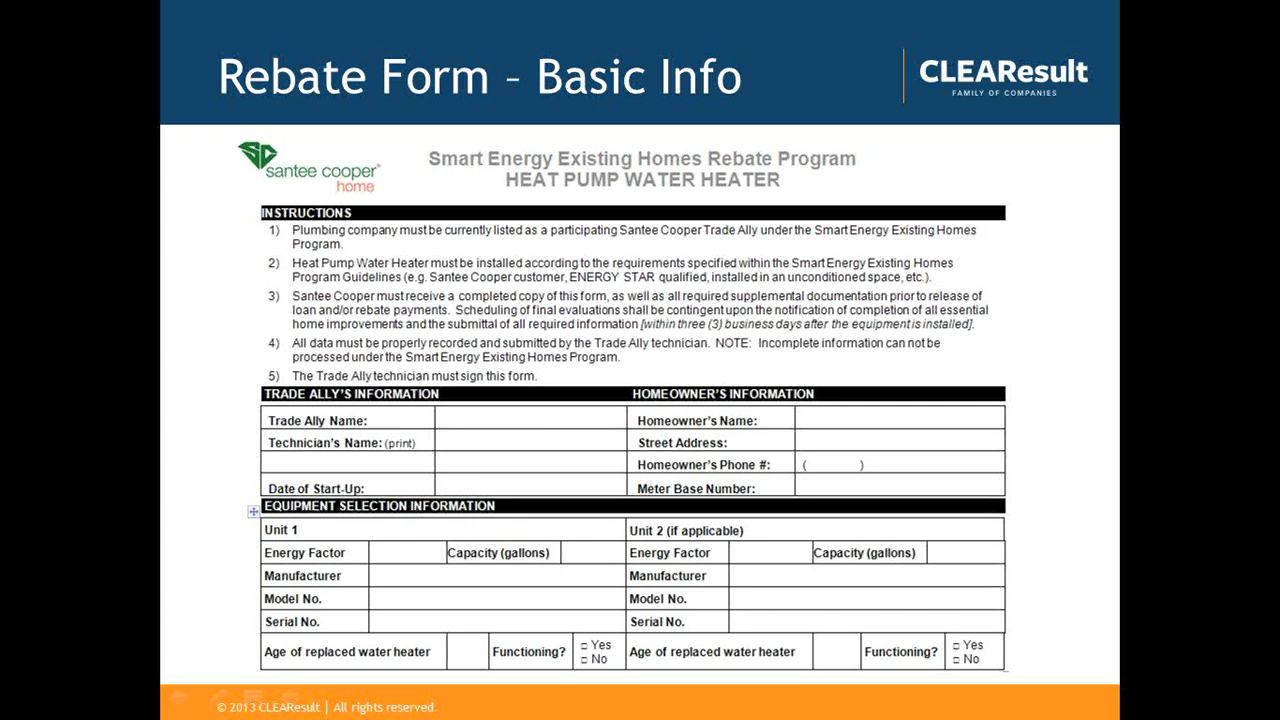 Rebate Form – Basic Info
CLEAResult
FAMILY OF COMPANIES
SC
santee cooper®
home
Smart Energy Existing Homes Rebate Program
HEAT PUMP WATER HEATER
INSTRUCTIONS
1) Plumbing company must be currently listed as a participating Santee Cooper Trade Ally under the Smart Energy Existing Homes
Program.
2) Heat Pump Water Heater must be installed according to the requirements specified within the Smart Energy Existing Homes
Program Guidelines (e.g. Santee Cooper customer, ENERGY STAR qualified, installed in an unconditioned space, etc.).
3) Santee Cooper must receive a completed copy of this form, as well as all required supplemental documentation prior to release of
loan and/or rebate payments. Scheduling of final evaluations shall be contingent upon the notification of completion of all essential
home improvements and the submittal of all required information [within three (3) business days after the equipment is installed].
4) All data must be properly recorded and submitted by the Trade Ally technician. NOTE: Incomplete information can not be
processed under the Smart Energy Existing Homes Program.
5) The Trade Ally technician must sign this form.
TRADE ALLY'S INFORMATION HOMEOWNER'S INFORMATION
Trade Ally Name: Homeowner's Name:
Technician's Name: (print) Street Address:
Homeowner's Phone #: ( )
Date of Start-Up: Meter Base Number:
EQUIPMENT SELECTION INFORMATION
Unit 1 Unit 2 (if applicable)
Energy Factor Capacity (gallons) Energy Factor Capacity (gallons)
Manufacturer Manufacturer
Model No. Model No.
Serial No. Serial No.
Age of replaced water heater Functioning? □ Yes □ No Age of replaced water heater Functioning? □ Yes □ No
© 2013 CLEAResult | All rights reserved.